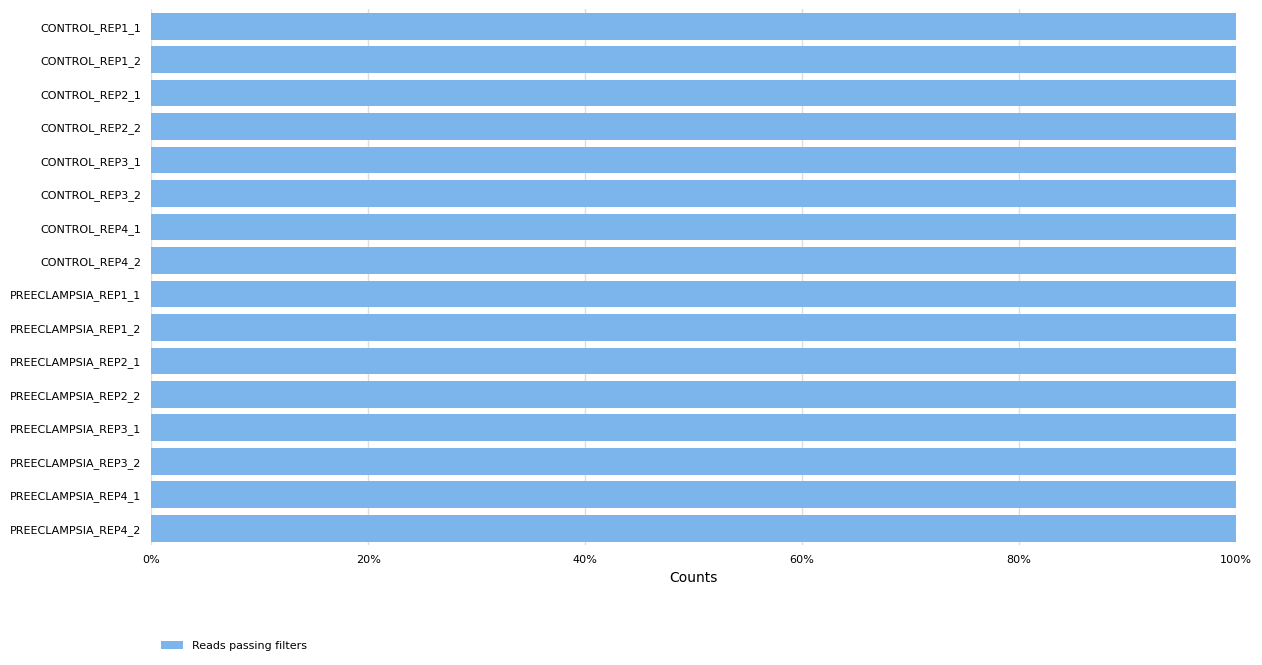 CONTROL_REP1_1
CONTROL_REP1_2
CONTROL_REP2_1
CONTROL_REP2_2
CONTROL_REP3_1
CONTROL_REP3_2
CONTROL_REP4_1
CONTROL_REP4_2
PREECLAMPSIA_REP1_1
PREECLAMPSIA_REP1_2
PREECLAMPSIA_REP2_1
PREECLAMPSIA_REP2_2
PREECLAMPSIA_REP3_1
PREECLAMPSIA_REP3_2
PREECLAMPSIA_REP4_1
PREECLAMPSIA_REP4_2
0% 20% 40% 60% 80% 100%
Counts
Reads passing filters